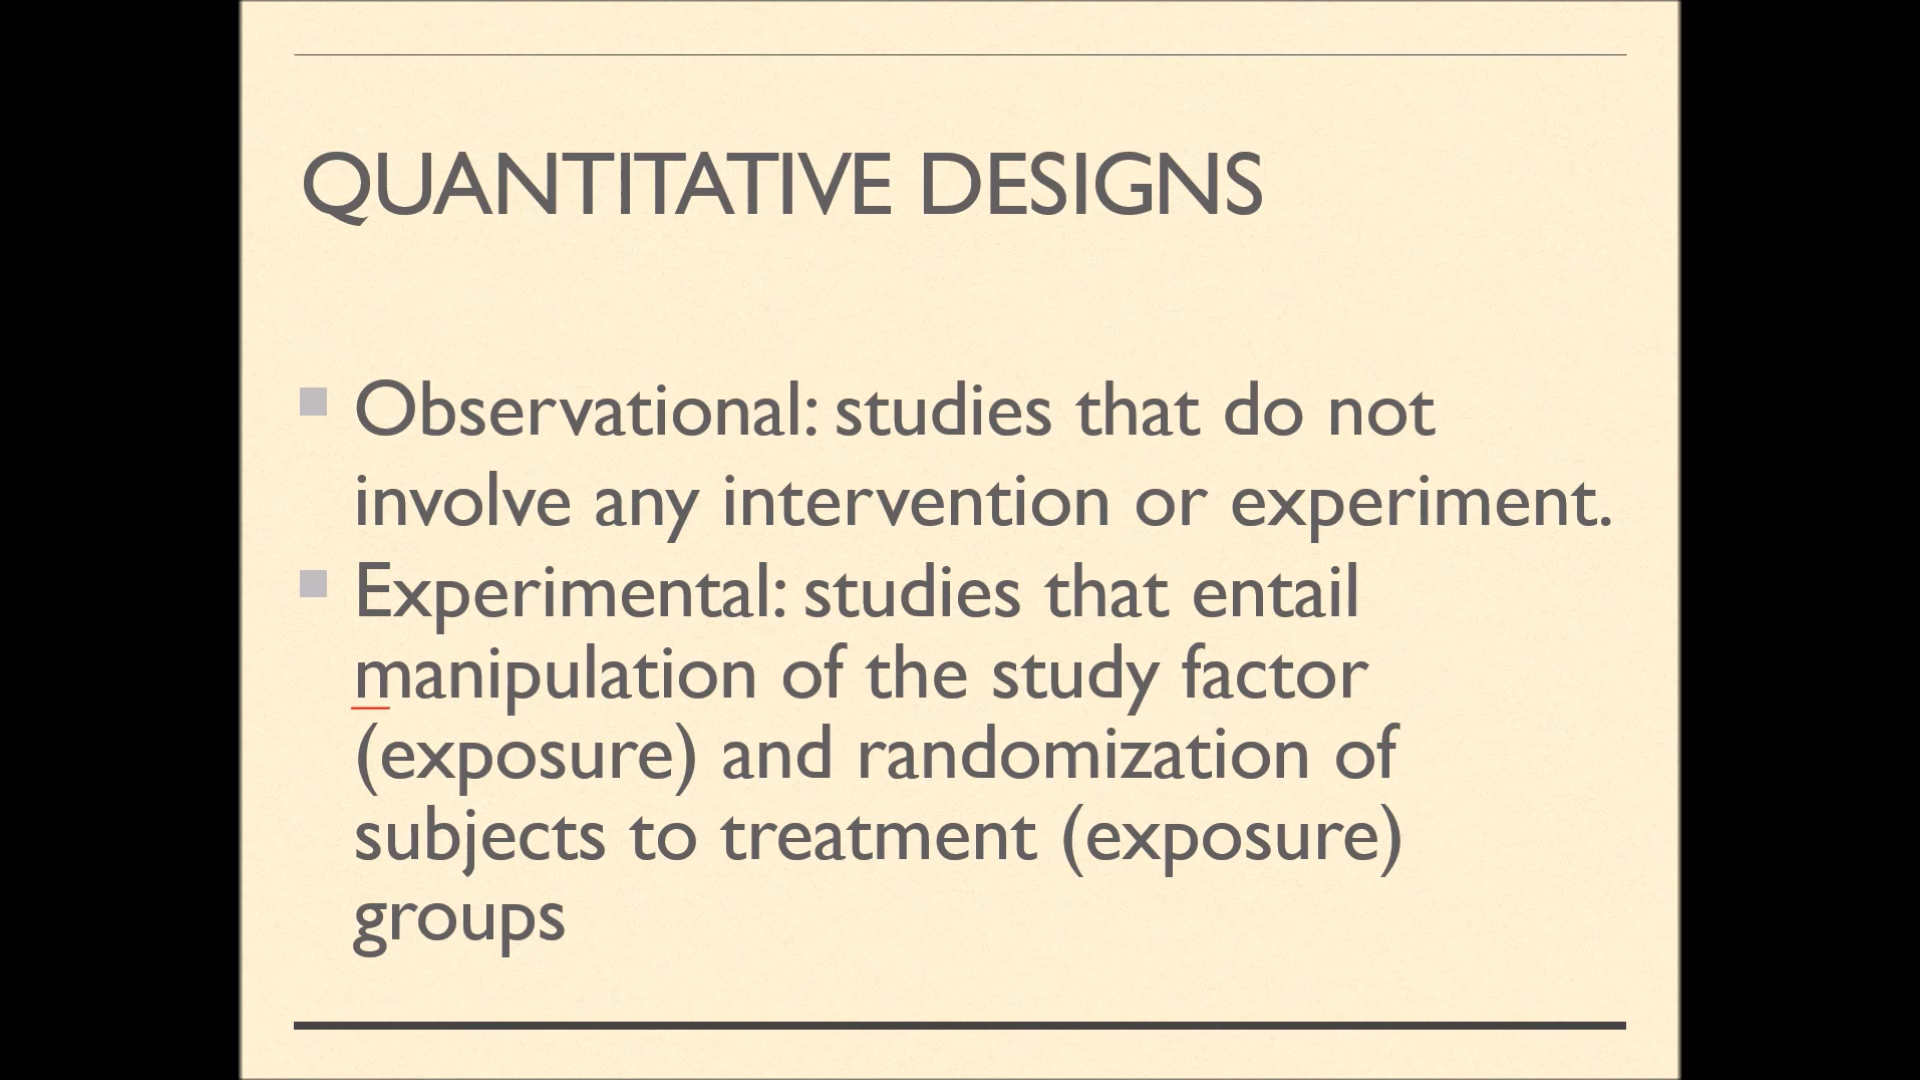 QUANTITATIVE DESIGNS
Observational: studies that do not
involve any intervention or experiment.
Experimental: studies that entail
manipulation of the study factor
(exposure) and randomization of
subjects to treatment (exposure)
groups